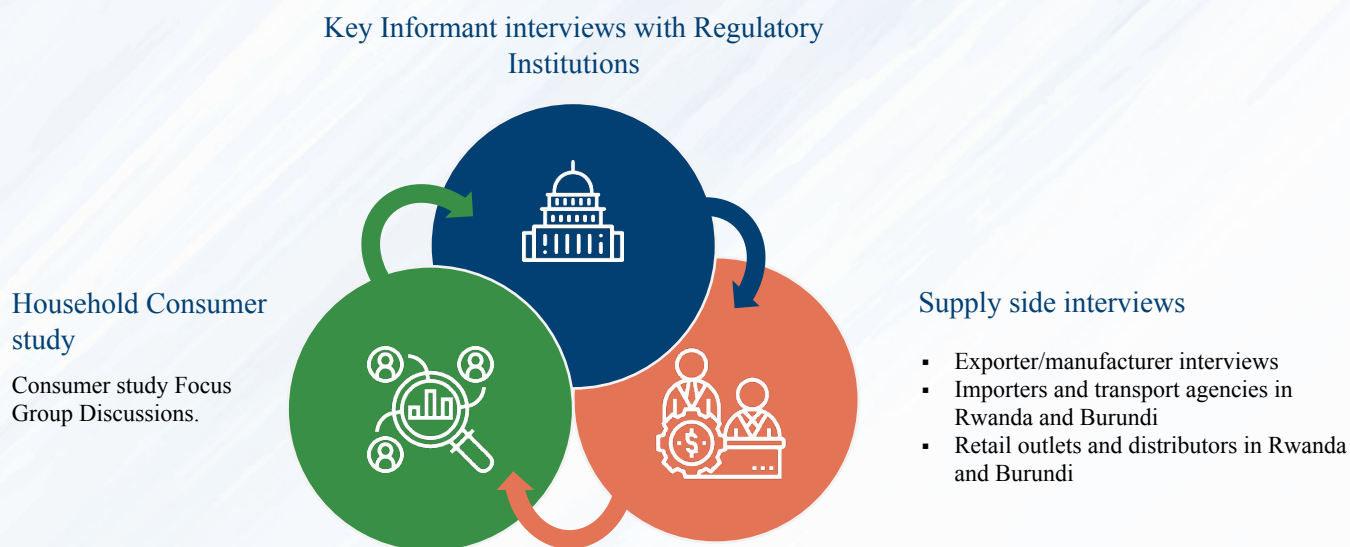 Key Informant interviews with Regulatory
Institutions
Household Consumer
study
Consumer study Focus
Group Discussions.
$
Supply side interviews
▪ Exporter/manufacturer interviews
▪ Importers and transport agencies in
Rwanda and Burundi
▪ Retail outlets and distributors in Rwanda
and Burundi